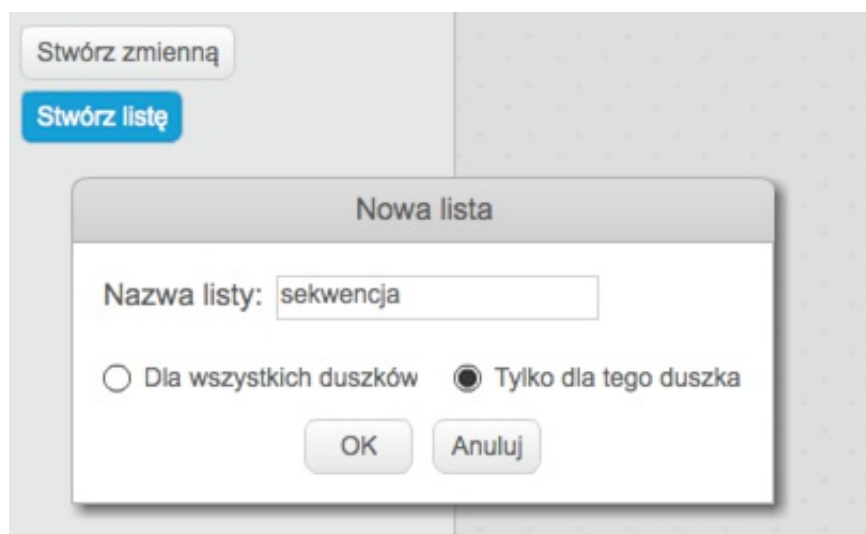 Stwórz zmienną
Stwórz listę
Nowa lista
Nazwa listy: sekwencja
Dla wszystkich duszków Tylko dla tego duszka
OK Anuluj